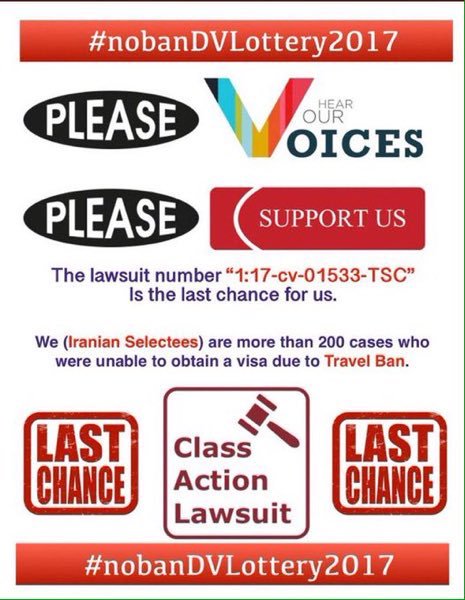 #nobanDVLottery2017
PLEASE
HEAR
OUR
VOICES
PLEASE
SUPPORT US
The lawsuit number “1:17-cv-01533-TSC”
Is the last chance for us.
We (Iranian Selectees) are more than 200 cases who
were unable to obtain a visa due to Travel Ban.
LAST
CHANCE
Class
Action
Lawsuit
LAST
CHANCE
#nobanDVLottery2017